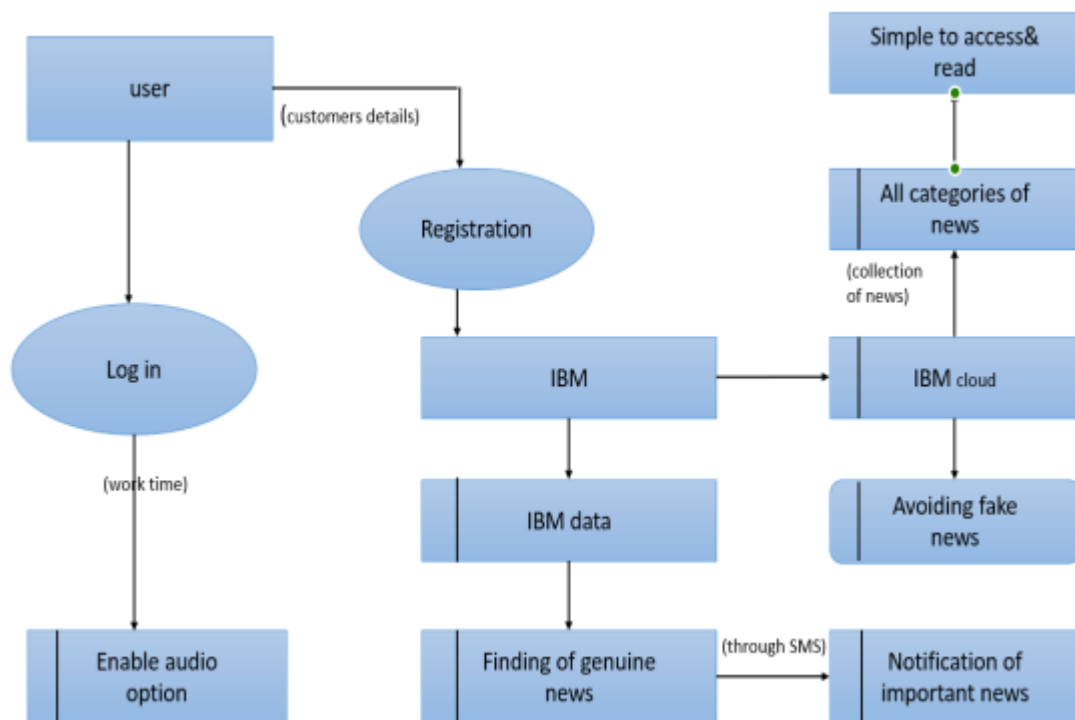 Simple to access&
read
user
(customers details)
All categories of
news
Registration
(collection
of news)
Log in
IBM
IBM cloud
(work time)
IBM data
Avoiding fake
news
Enable audio
option
Finding of genuine
news
(through SMS)
Notification of
important news